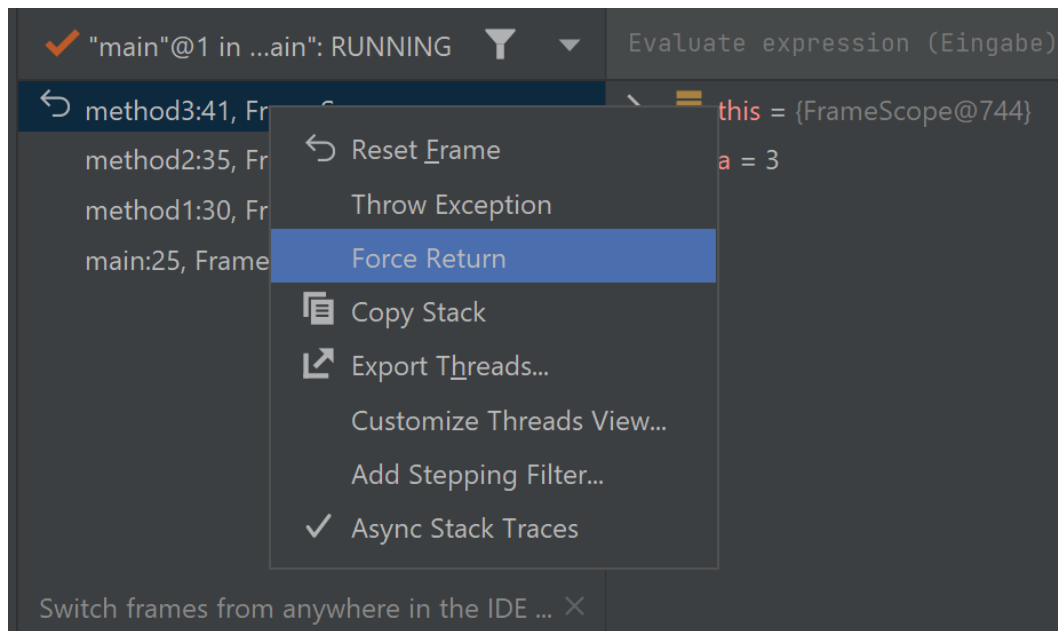 "main"@1 in ...ain": RUNNING
Evaluate expression (Eingabe)
method3:41, Fr
this = {FrameScope@744}
method2:35, Fr
a = 3
method1:30, Fr
main:25, Frame
Reset Frame
Throw Exception
Force Return
Copy Stack
Export Threads...
Customize Threads View...
Add Stepping Filter...
Async Stack Traces
Switch frames from anywhere in the IDE ...